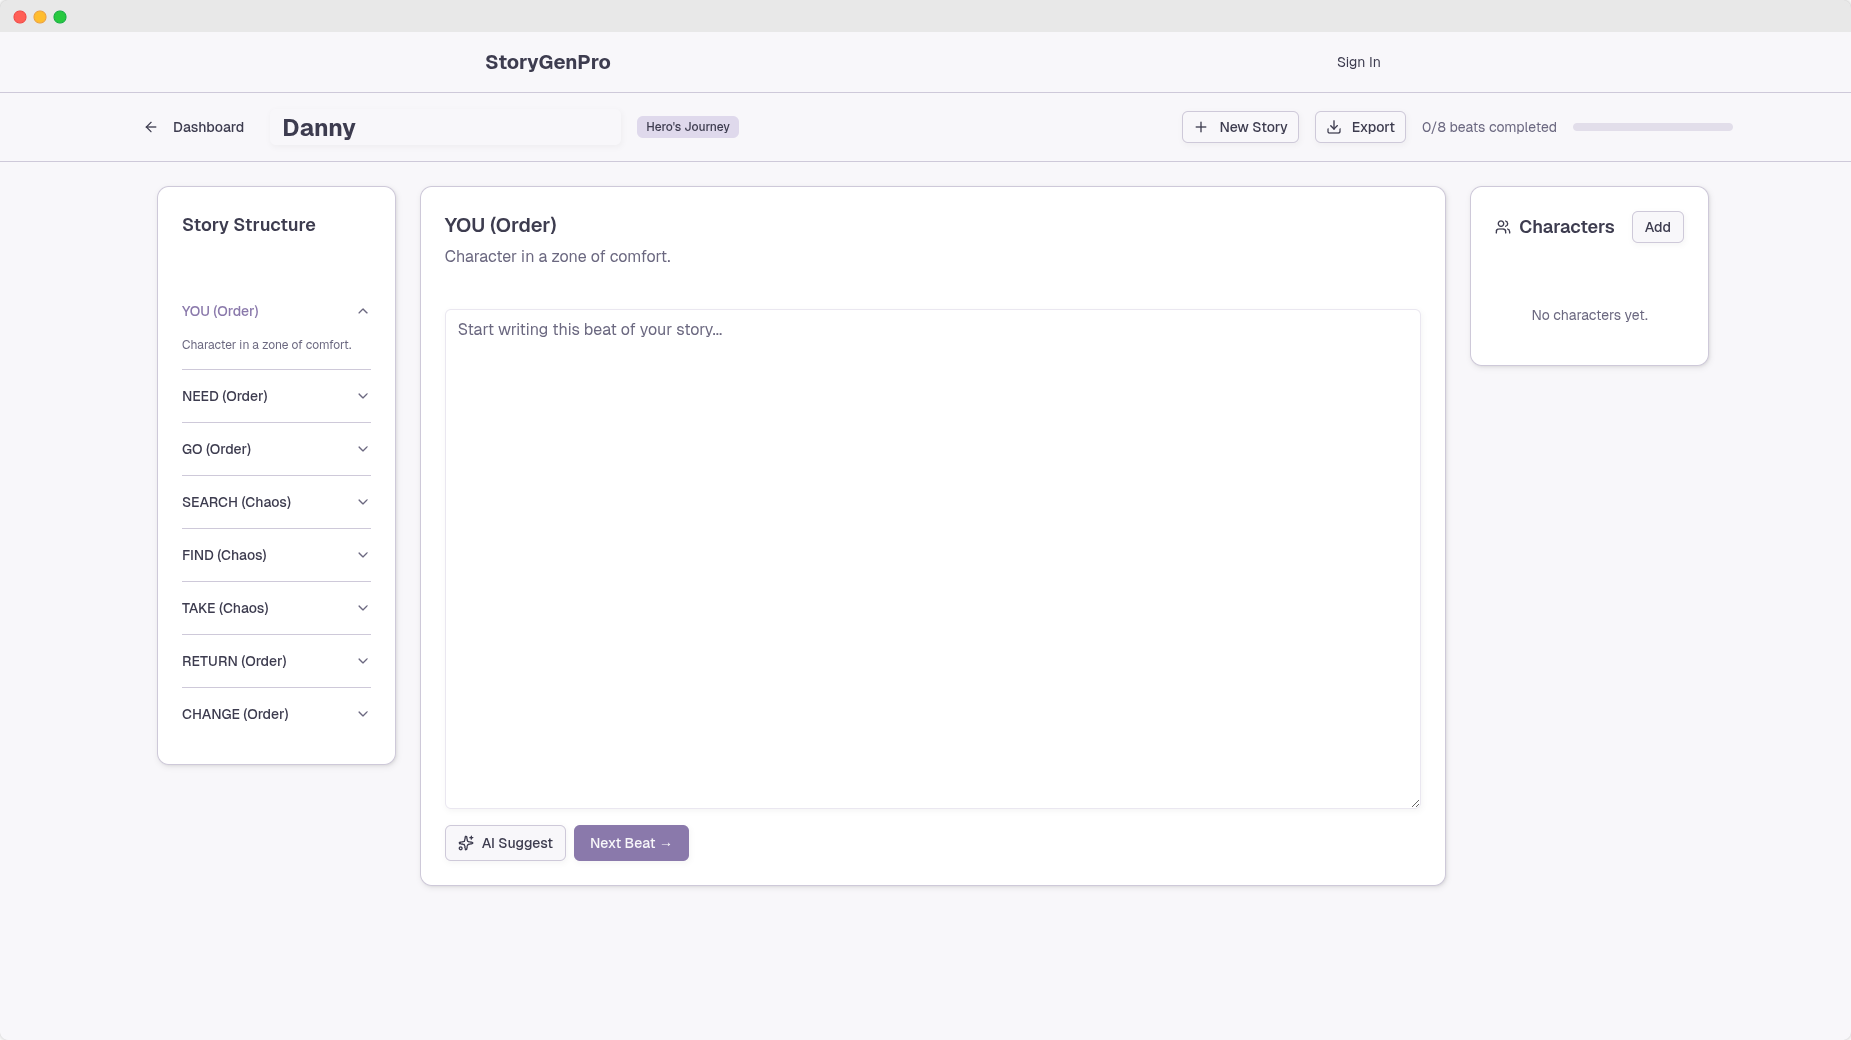 StoryGenPro
Sign In
Dashboard
Danny
Hero's Journey
New Story
Export
0/8 beats completed
Story Structure
YOU (Order)
Character in a zone of comfort.
NEED (Order)
GO (Order)
SEARCH (Chaos)
FIND (Chaos)
TAKE (Chaos)
RETURN (Order)
CHANGE (Order)
YOU (Order)
Character in a zone of comfort.
Start writing this beat of your story...
AI Suggest
Next Beat →
Characters
Add
No characters yet.